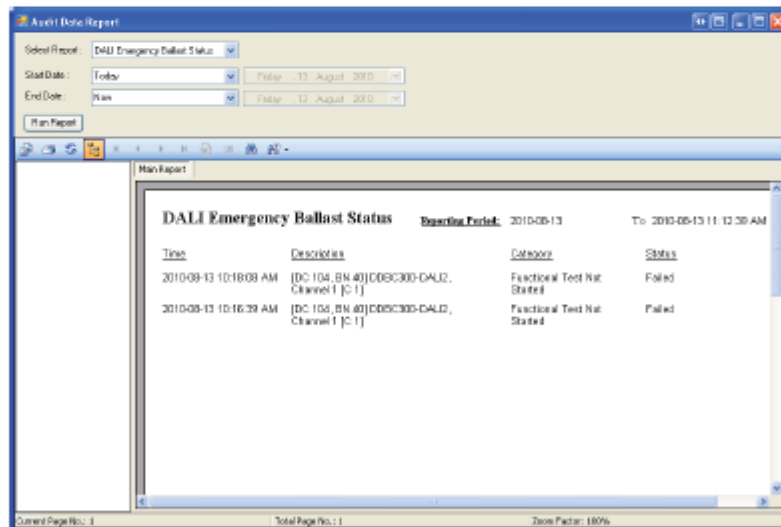 Audit Data Report
Select Report: DALI Emergency Ballast Status
Start Date: Today Friday , 13 August 2010
End Date: Now Friday , 13 August 2010
Run Report
Main Report
DALI Emergency Ballast Status Reporting Period: 2010-08-13 To 2010-08-13 11:12:39 AM
Time Description Category Status
2010-08-13 10:18:08 AM [DC 104, BN 40] DDBC300-DALI2, Functional Test Not Failed
Channel 1 [C 1] Started
2010-08-13 10:16:39 AM [DC 104, BN 40] DDBC300-DALI2, Functional Test Not Failed
Channel 1 [C 1] Started
Current Page No.: 1 Total Page No.: 1 Zoom Factor: 100%